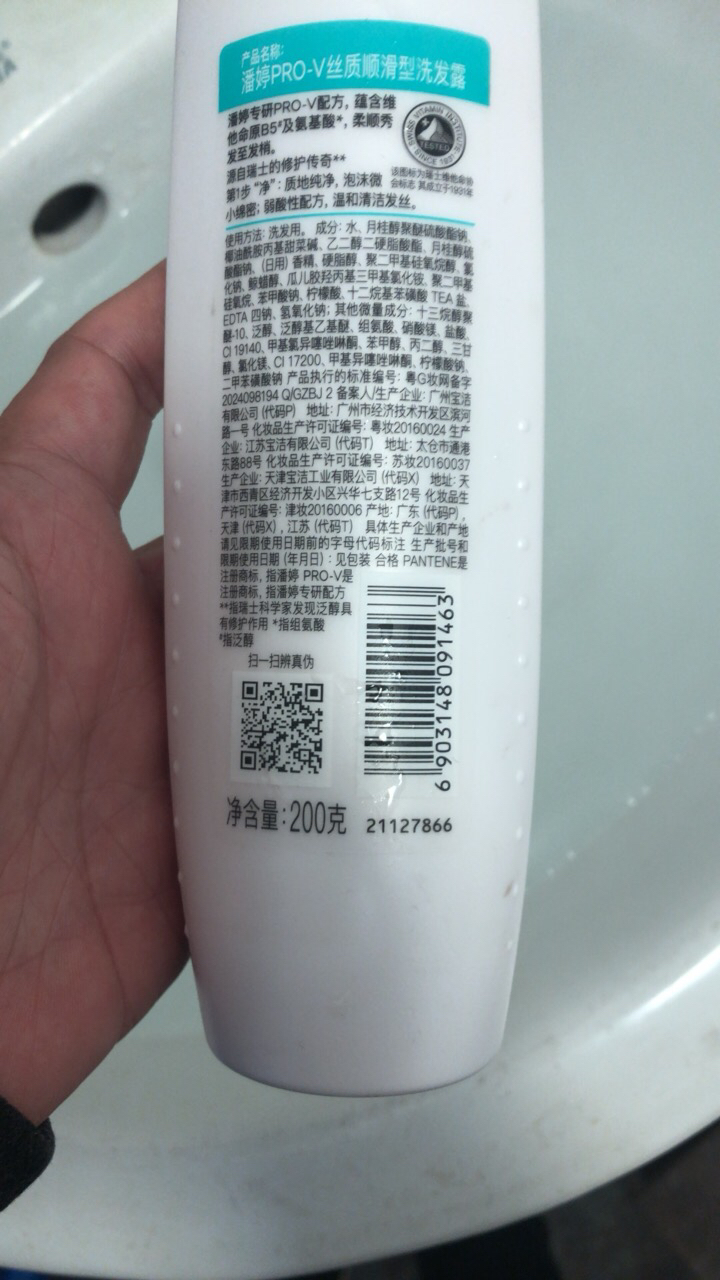 产品名称:
潘婷PRO-V丝质顺滑型洗发露
潘婷专研PRO-V配方, 蕴含维
他命原B5#及氨基酸*, 柔顺秀
发至发梢。
源自瑞士的修护传奇**
第1步 “净”: 质地纯净, 泡沫微
小绵密; 弱酸性配方, 温和清洁发丝。
SWISS VITAMIN INSTITUTE
TESTED
SINCE 1931
该图标为瑞士维他命协
会标志 其成立于1931年
使用方法: 洗发用。 成分: 水、月桂醇聚醚硫酸酯钠、
椰油酰胺丙基甜菜碱、乙二醇二硬脂酸酯、月桂醇硫
酸酯钠、(日用) 香精、硬脂醇、聚二甲基硅氧烷醇、氯
化钠、鲸蜡醇、瓜儿胶羟丙基三甲基氯化铵、聚二甲基
硅氧烷、苯甲酸钠、柠檬酸、十二烷基苯磺酸 TEA 盐、
EDTA 四钠、氢氧化钠; 其他微量成分: 十三烷醇聚
醚-10、泛醇、泛醇基乙基醚、组氨酸、硝酸镁、盐酸、
CI 19140、甲基氯异噻唑啉酮、苯甲醇、丙二醇、三甘
醇、氯化镁、CI 17200、甲基异噻唑啉酮、柠檬酸钠、
二甲苯磺酸钠 产品执行的标准编号: 粤G妆网备字
2024098194 Q/GZBJ 2 备案人/生产企业: 广州宝洁
有限公司 (代码P) 地址: 广州市经济技术开发区滨河
路一号 化妆品生产许可证编号: 粤妆20160024 生产
企业: 江苏宝洁有限公司 (代码T) 地址: 太仓市通港
东路88号 化妆品生产许可证编号: 苏妆20160037
生产企业: 天津宝洁工业有限公司 (代码X) 地址: 天
津市西青区经济开发小区兴华七支路12号 化妆品生
产许可证编号: 津妆20160006 产地: 广东 (代码P) ,
天津 (代码X) , 江苏 (代码T) 具体生产企业和产地
请见限期使用日期前的字母代码标注 生产批号和
限期使用日期 (年月日) : 见包装 合格 PANTENE是
注册商标, 指潘婷 PRO-V是
注册商标, 指潘婷专研配方
**指瑞士科学家发现泛醇具
有修护作用 *指组氨酸
#指泛醇
扫一扫辨真伪
6 903148 091463
净含量: 200克
21127866